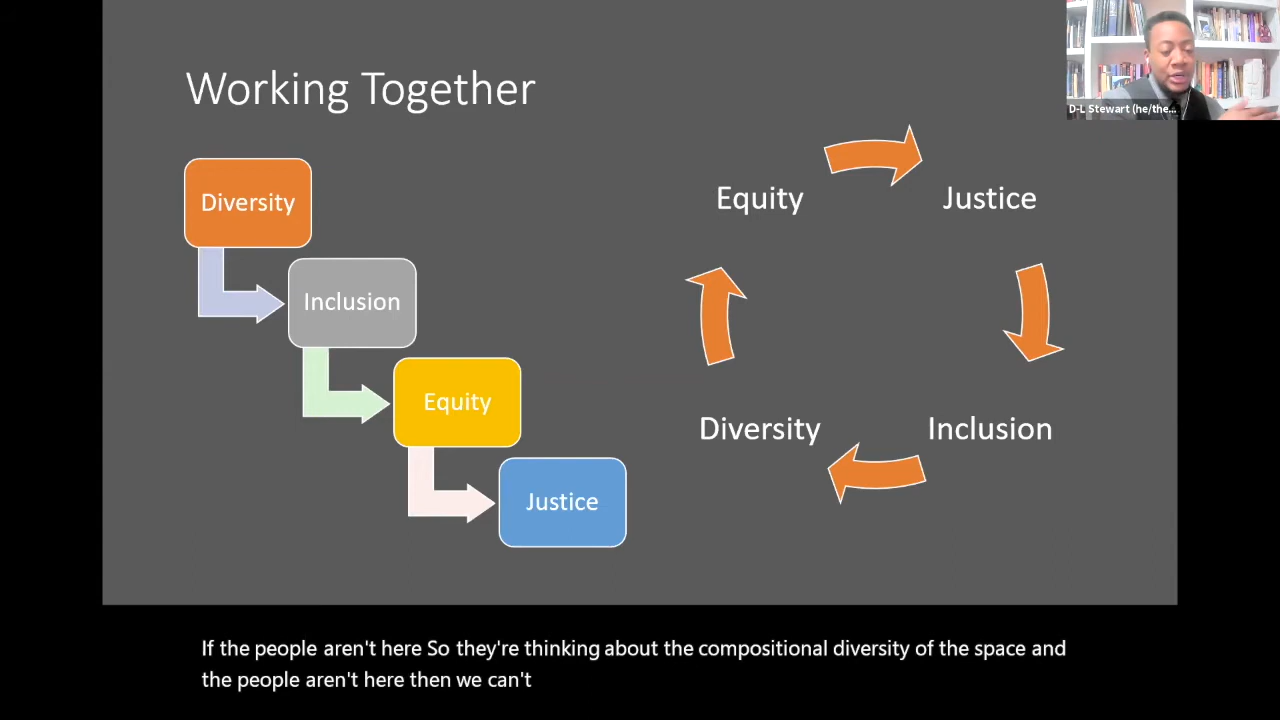 Working Together
D-L Stewart (he/the...
Diversity
Inclusion
Equity
Justice
Equity
Justice
Diversity
Inclusion
If the people aren't here So they're thinking about the compositional diversity of the space and
the people aren't here then we can't